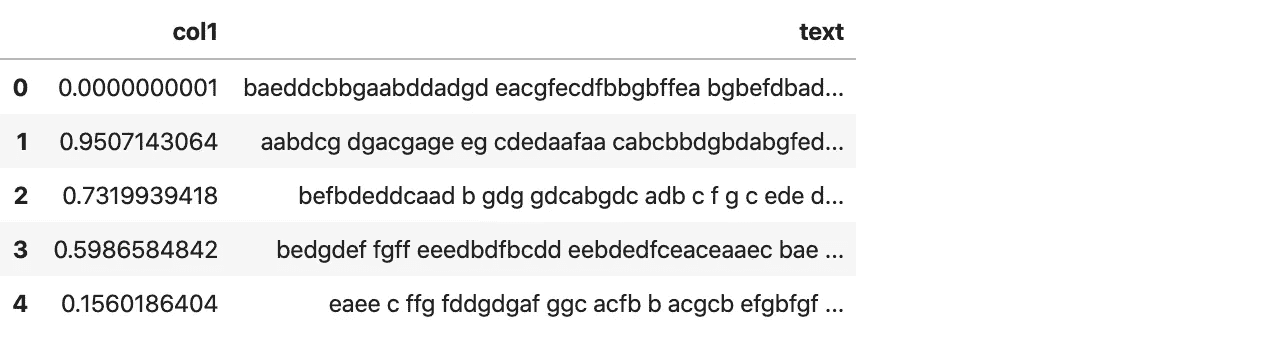 col1 text
0 0.0000000001 baeddcbbgaabddadgd eacgfecdfbbgbffea bgbefdbad...
1 0.9507143064 aabdcg dgacgage eg cdedaafaa cabcbbdgbdabgfed...
2 0.7319939418 befbdeddcaad b gdg gdcabgdc adb c f g c ede d...
3 0.5986584842 bedgdef fgff eeedbdfbcdd eebdedfceaceaaec bae ...
4 0.1560186404 eaee c ffg fddgdgaf ggc acfb b acgcb efgbfgf ...